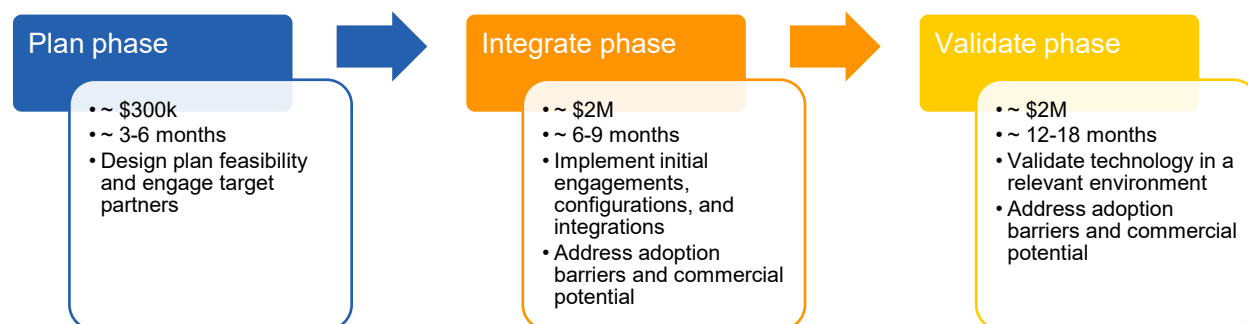 Plan phase
• ~ $300k
• ~ 3-6 months
• Design plan feasibility
and engage target
partners
Integrate phase
• ~ $2M
• ~ 6-9 months
• Implement initial
engagements,
configurations, and
integrations
• Address adoption
barriers and commercial
potential
Validate phase
• ~ $2M
• ~ 12-18 months
• Validate technology in a
relevant environment
• Address adoption
barriers and commercial
potential